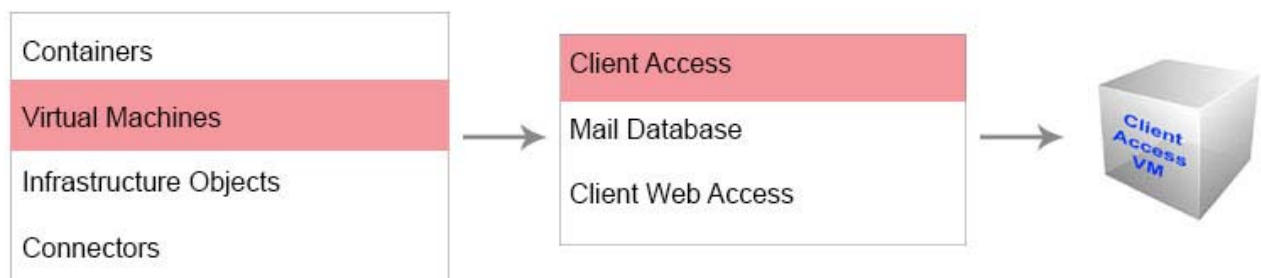 Containers
Virtual Machines
Infrastructure Objects
Connectors
Client Access
Mail Database
Client Web Access
Client
Access
VM